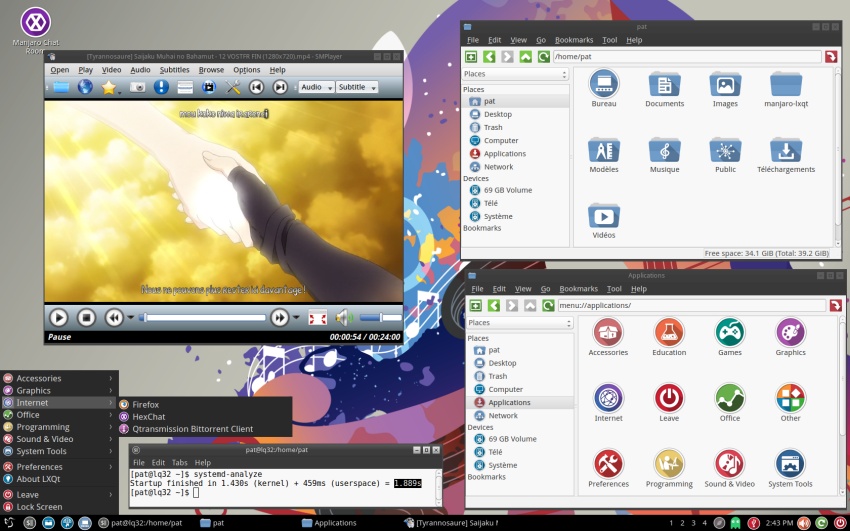 Manjaro Chat
Room
[Tyrannosaure] Saijaku Muhai no Bahamut - 12 VOSTFR FIN (1280x720).mp4 - SMPlayer
Open Play Video Audio Subtitles Browse Options Help
Audio Subtitle
Nous ne pouvons plus exister davantage !
Pause
00:00:54 / 00:24:00
pat
File Edit View Go Bookmarks Tool Help
/home/pat
Places
Places
pat
Desktop
Trash
Computer
Applications
Network
Devices
69 GB Volume
Télé
Système
Bookmarks
Bureau Documents Images manjaro-lxqt
Modèles Musique Public Téléchargements
Vidéos
Free space: 34.1 GiB (Total: 39.2 GiB)
Applications
File Edit View Go Bookmarks Tool Help
menu://applications/
Places
Places
pat
Desktop
Trash
Computer
Applications
Network
Devices
69 GB Volume
Télé
Système
Bookmarks
Accessories Education Games Graphics
Internet Leave Office Other
Preferences Programming Sound & Video System Tools
Accessories
Graphics
Internet
Office
Programming
Sound & Video
System Tools
Preferences
About LXQt
Leave
Lock Screen
Firefox
HexChat
Qtransmission Bittorrent Client
pat@lq32:/home/pat
File Edit Tabs Help
[pat@lq32 ~]$ systemd-analyze
Startup finished in 1.430s (kernel) + 459ms (userspace) = 1.889s
[pat@lq32 ~]$
pat@lq32:/home/pat
pat
Applications
[Tyrannosaure] Saijaku f
1 2 3 4
2:43 PM